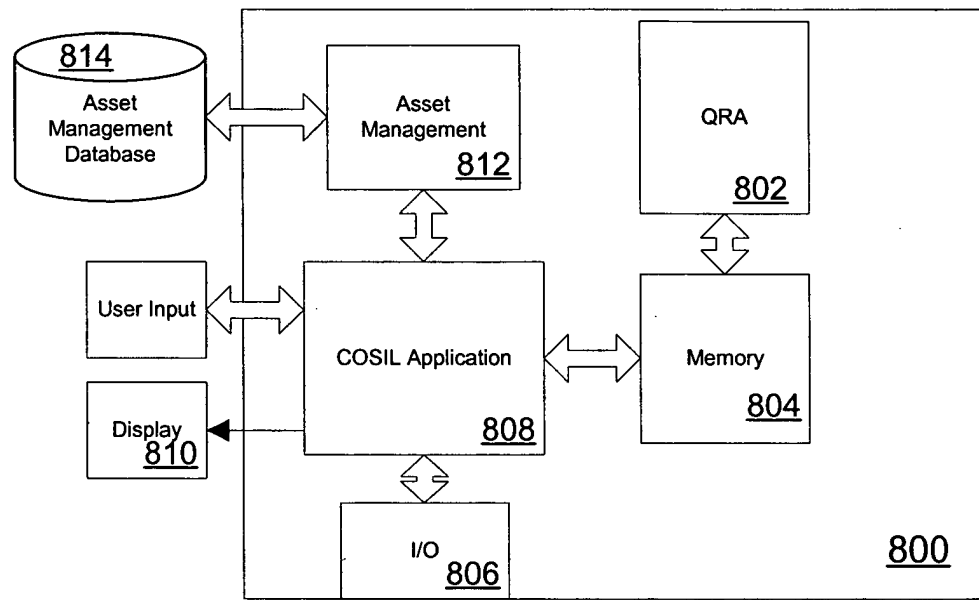 814
Asset
Management
Database
Asset
Management
812
QRA
802
User Input
COSIL Application
808
Memory
804
Display
810
I/O
806
800